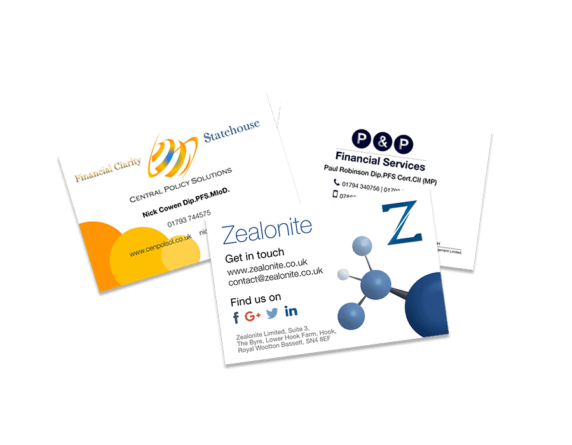 Financial Clarity
Statehouse
CENTRAL POLICY SOLUTIONS
Nick Cowen Dip.PFS.MIoD.
01793 744575
www.cenpolsol.co.uk
P & P
Financial Services
Paul Robinson Dip.PFS Cert.CII (MP)
01794 340756 |
Z
Zealonite
Get in touch
www.zealonite.co.uk
contact@zealonite.co.uk
Find us on
f G+ in
Zealonite Limited, Suite 3,
The Byre, Lower Hook Farm, Hook,
Royal Wootton Bassett, SN4 8EF